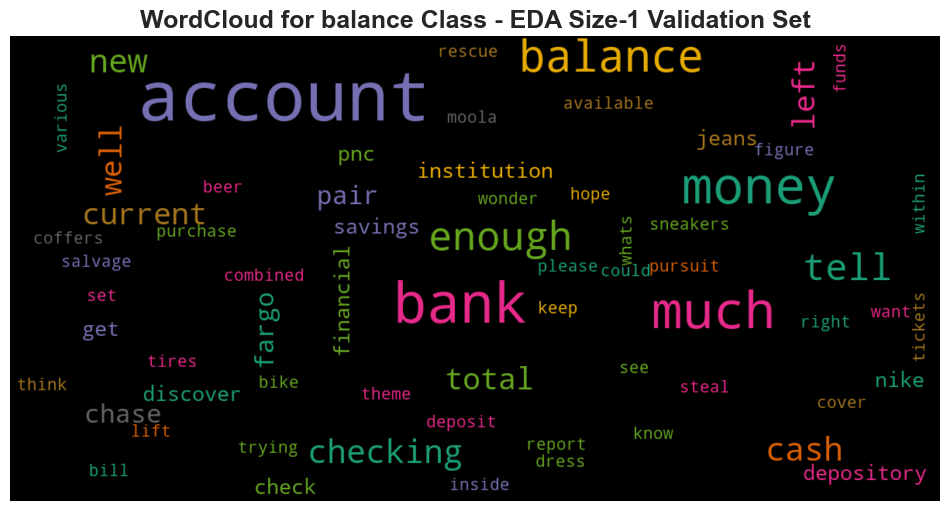 WordCloud for balance Class - EDA Size-1 Validation Set
rescue
balance
new
account
left
funds
various
moola
available
well
jeans
figure
pnc
institution
money
beer
pair
wonder
hope
within
current
savings
enough
whats
sneakers
coffers
purchase
salvage
combined
financial
please
could
pursuit
tell
set
bank
keep
much
want
tickets
get
fargo
right
tires
see
think
discover
bike
theme
total
steal
nike
chase
cover
lift
deposit
know
trying
checking
report
cash
bill
dress
depository
check
inside